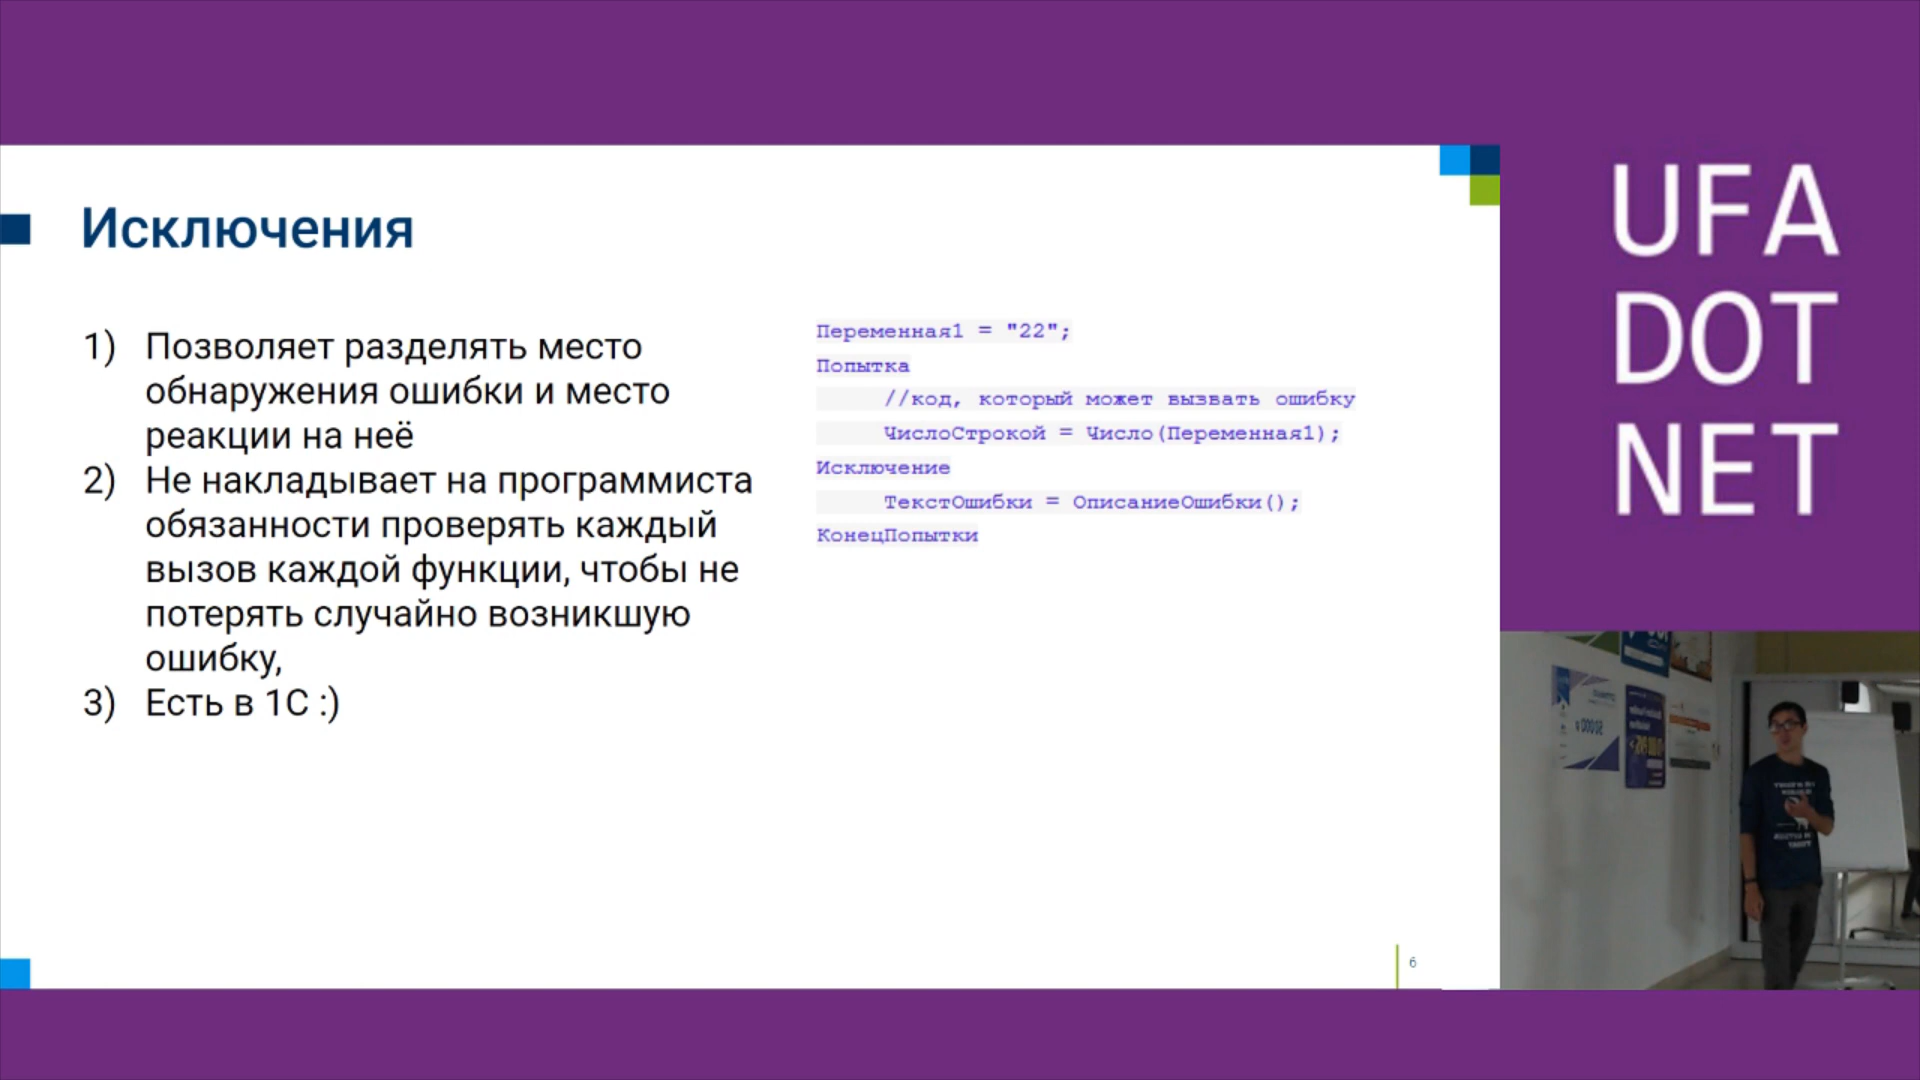 Исключения
1) Позволяет разделять место
обнаружения ошибки и место
реакции на неё
2) Не накладывает на программиста
обязанности проверять каждый
вызов каждой функции, чтобы не
потерять случайно возникшую
ошибку,
3) Есть в 1С :)
Переменная1 = "22";
Попытка
//код, который может вызвать ошибку
ЧислоСтрокой = Число(Переменная1);
Исключение
ТекстОшибки = ОписаниеОшибки();
КонецПопытки
6
UFA
DOT
NET